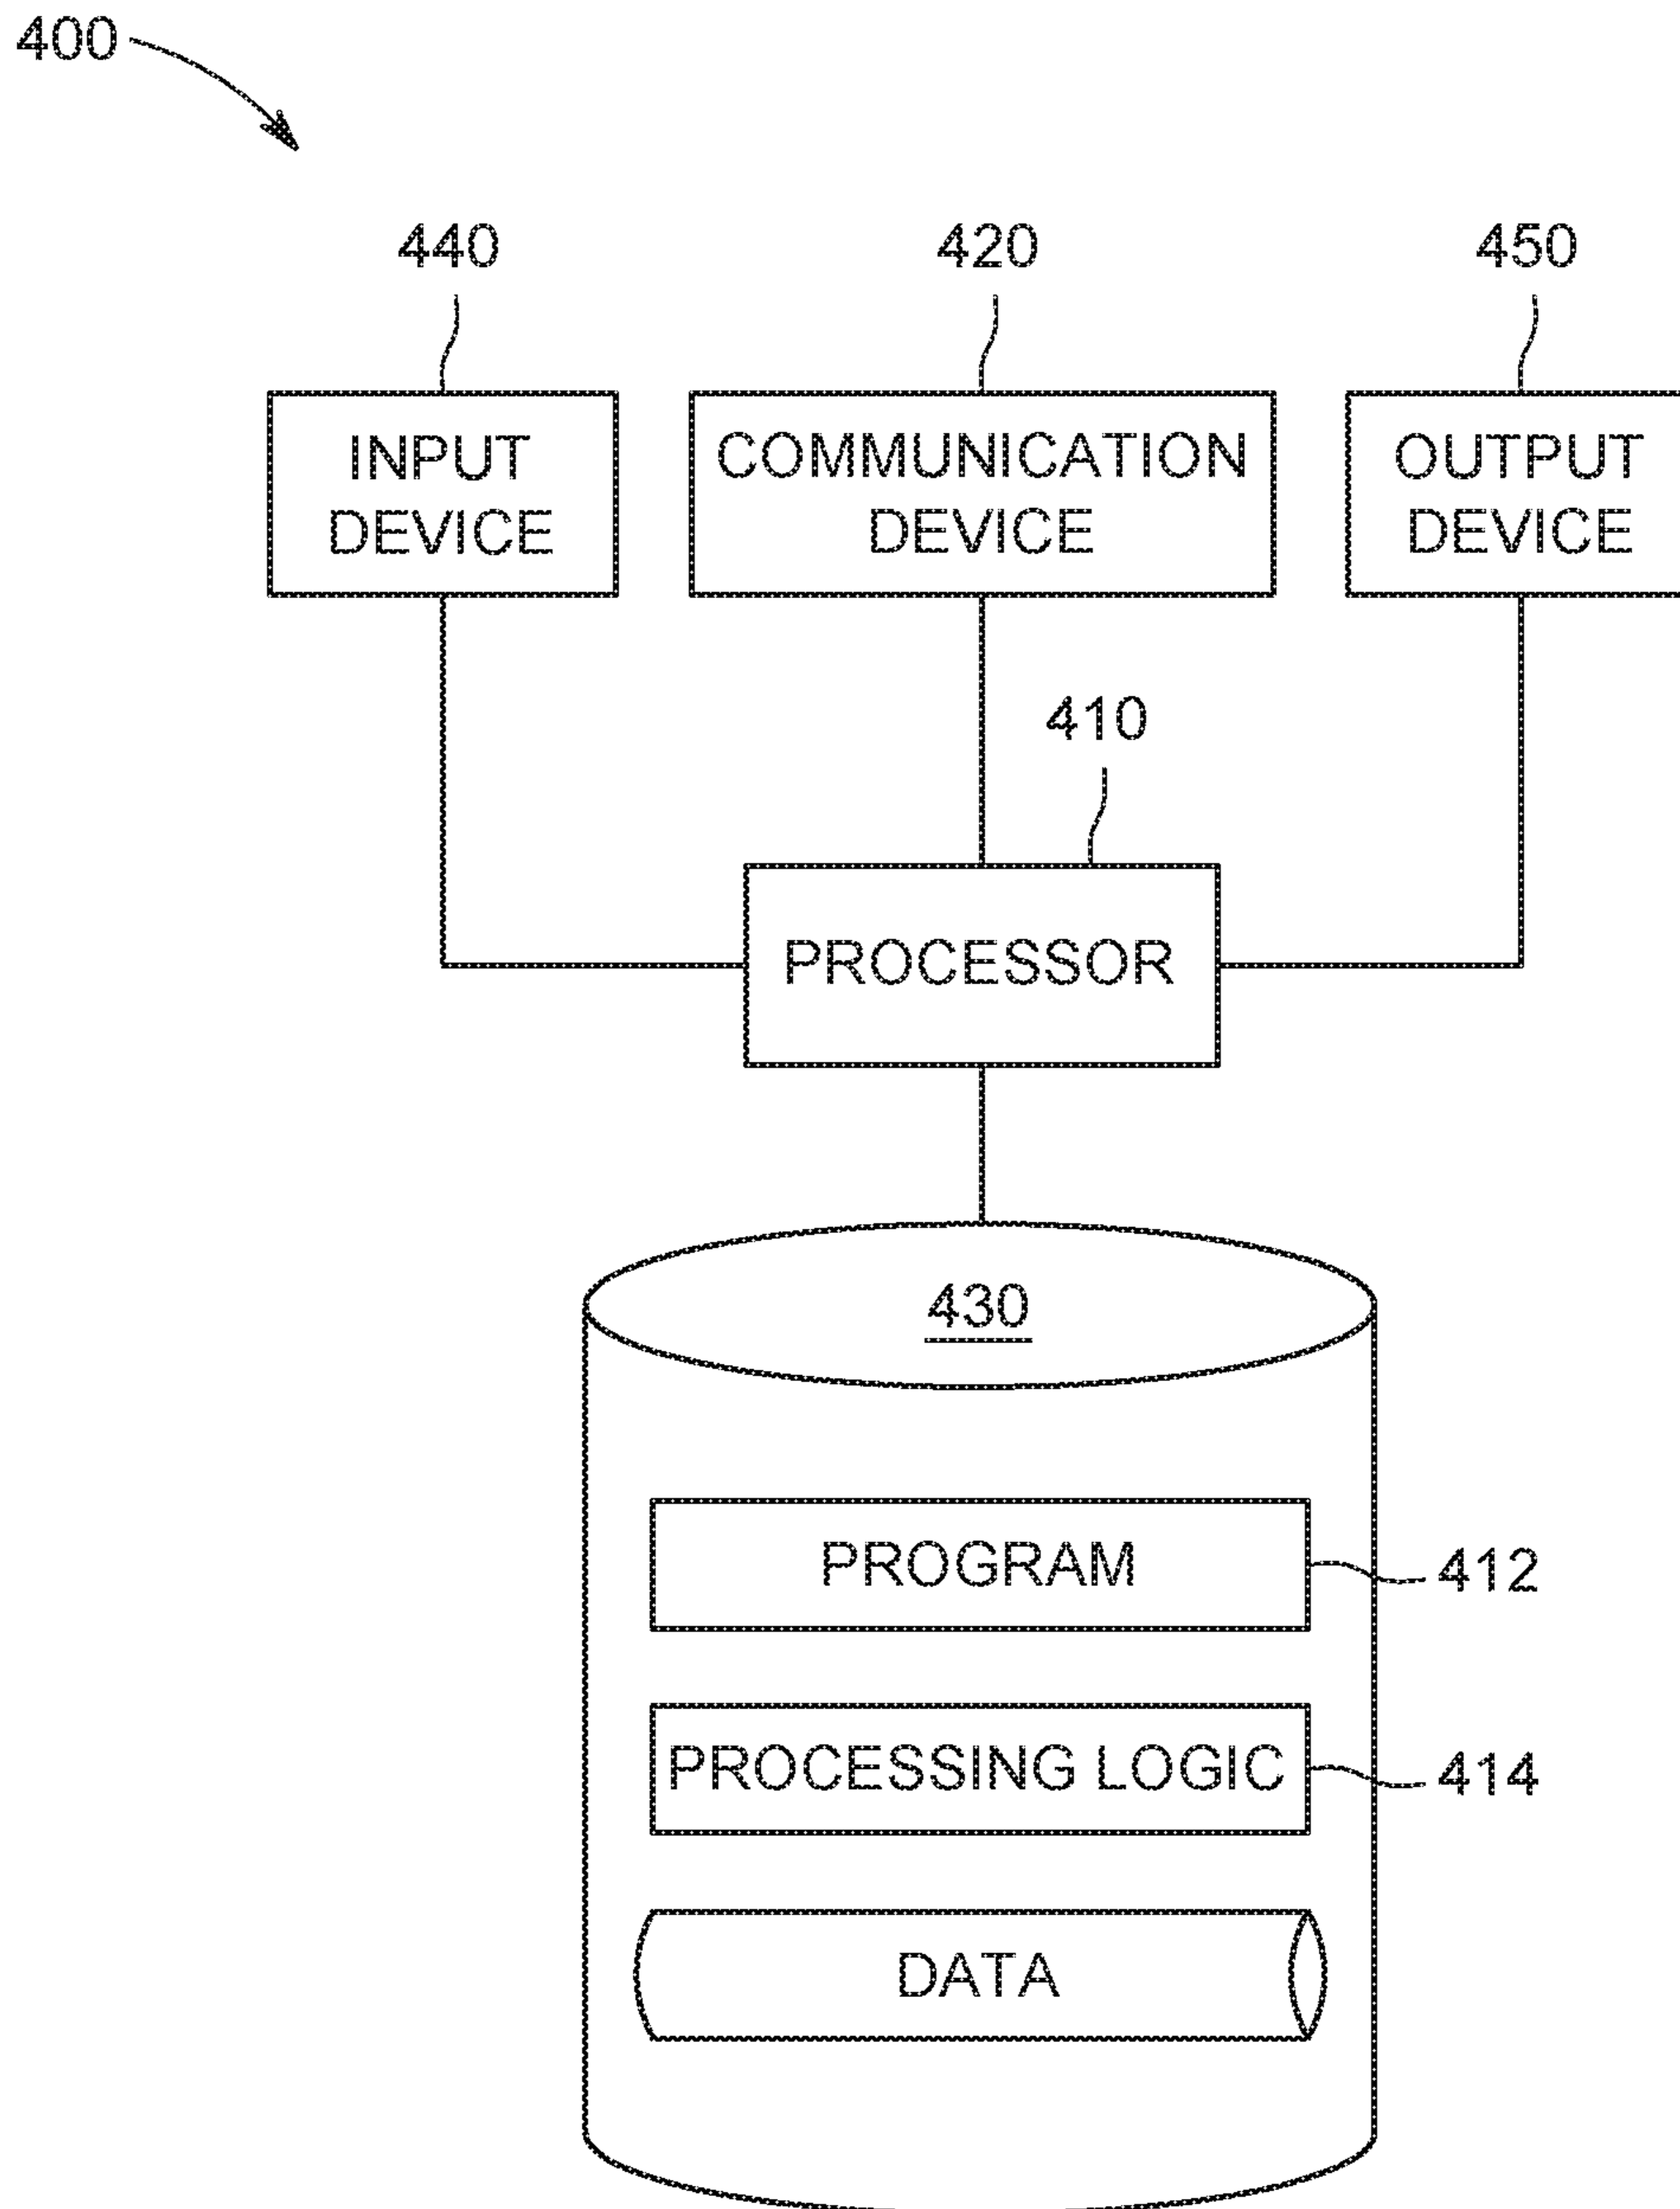 400
440
420
450
INPUT
DEVICE
COMMUNICATION
DEVICE
OUTPUT
DEVICE
410
PROCESSOR
430
PROGRAM
412
PROCESSING LOGIC
414
DATA